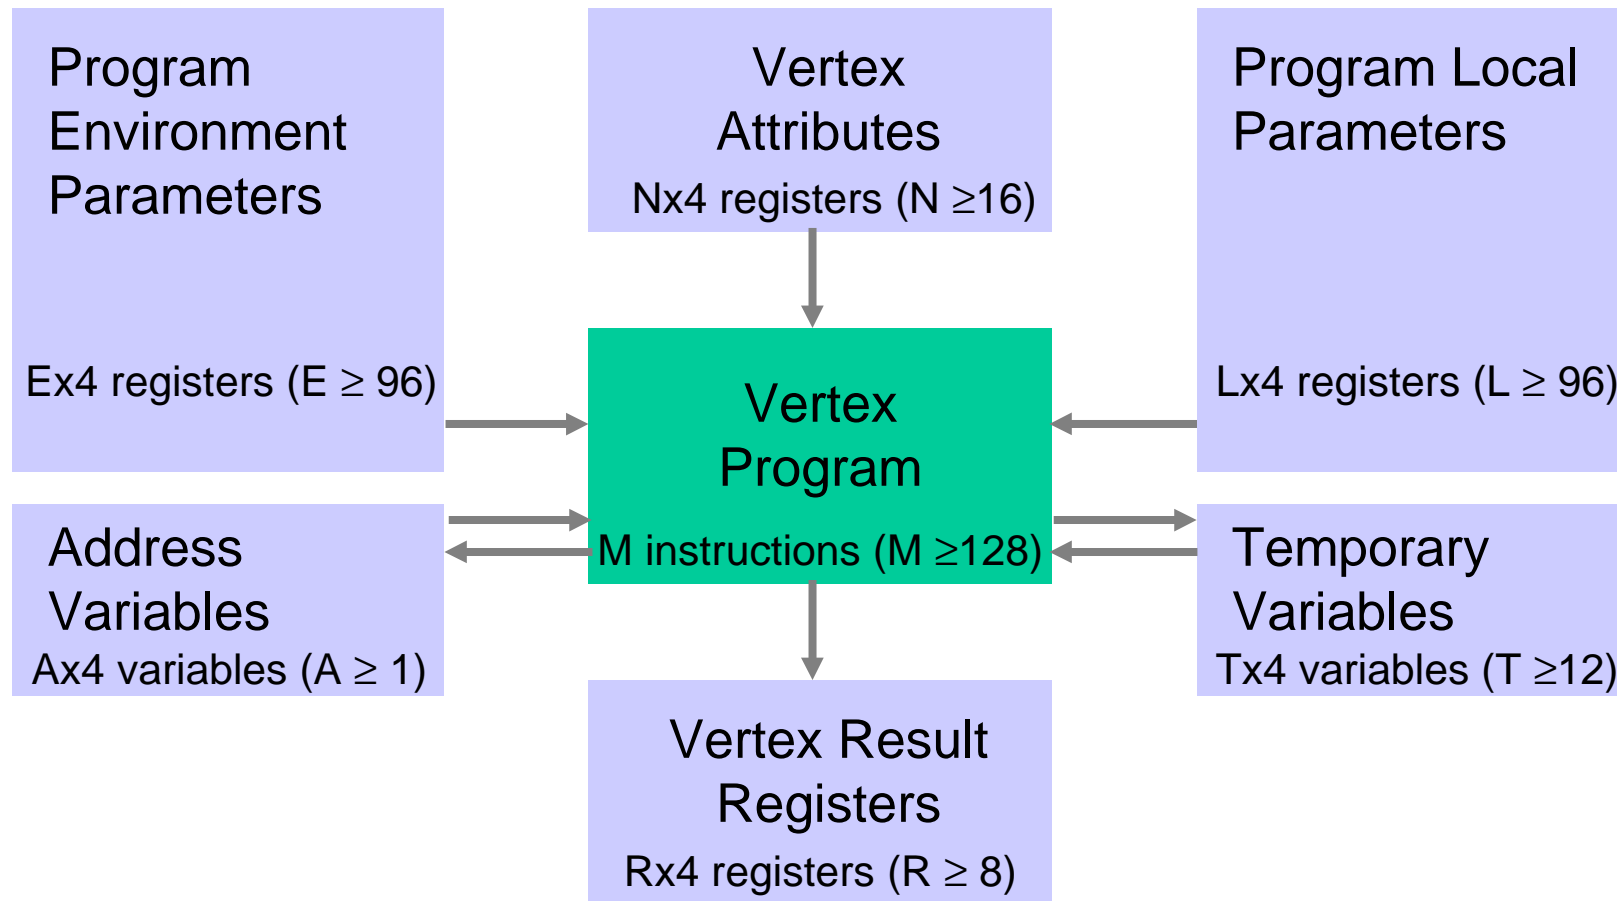 Program
Environment
Parameters
Ex4 registers (E ≥ 96)
Vertex
Attributes
Nx4 registers (N ≥16)
Program Local
Parameters
Lx4 registers (L ≥ 96)
Vertex
Program
M instructions (M ≥128)
Address
Variables
Ax4 variables (A ≥ 1)
Temporary
Variables
Tx4 variables (T ≥12)
Vertex Result
Registers
Rx4 registers (R ≥ 8)